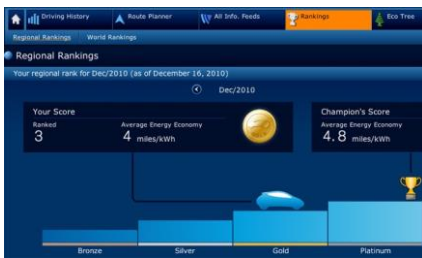 Driving History Route Planner All Info. Feeds Rankings Eco Tree
Regional Rankings World Rankings
Regional Rankings
Your regional rank for Dec/2010 (as of December 16, 2010)
Dec/2010
Your Score
Ranked Average Energy Economy
3 4 miles/kWh
Champion's Score
Average Energy Economy
4.8 miles/kWh
Bronze Silver Gold Platinum